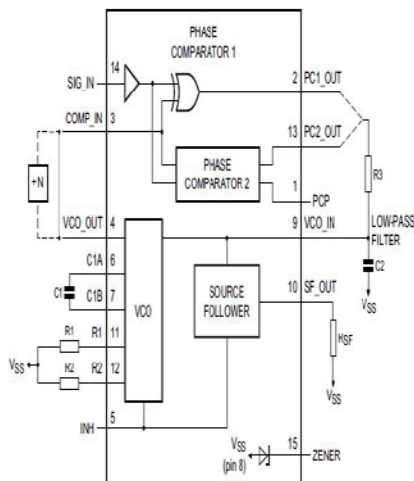 PHASE
COMPARATOR 1
SIG_IN
14
2
PC1_OUT
COMP_IN
3
13
PC2_OUT
PHASE
COMPARATOR 2
R3
÷N
1
PCP
VCO_OUT
4
9
VCO_IN
LOW-PASS
FILTER
C1A
6
C2
C1
C1B
7
VCO
SOURCE
FOLLOWER
10
SF_OUT
VSS
R1
R1
11
RSF
VSS
R2
R2
12
VSS
INH
5
VSS
(pin 8)
15
ZENER